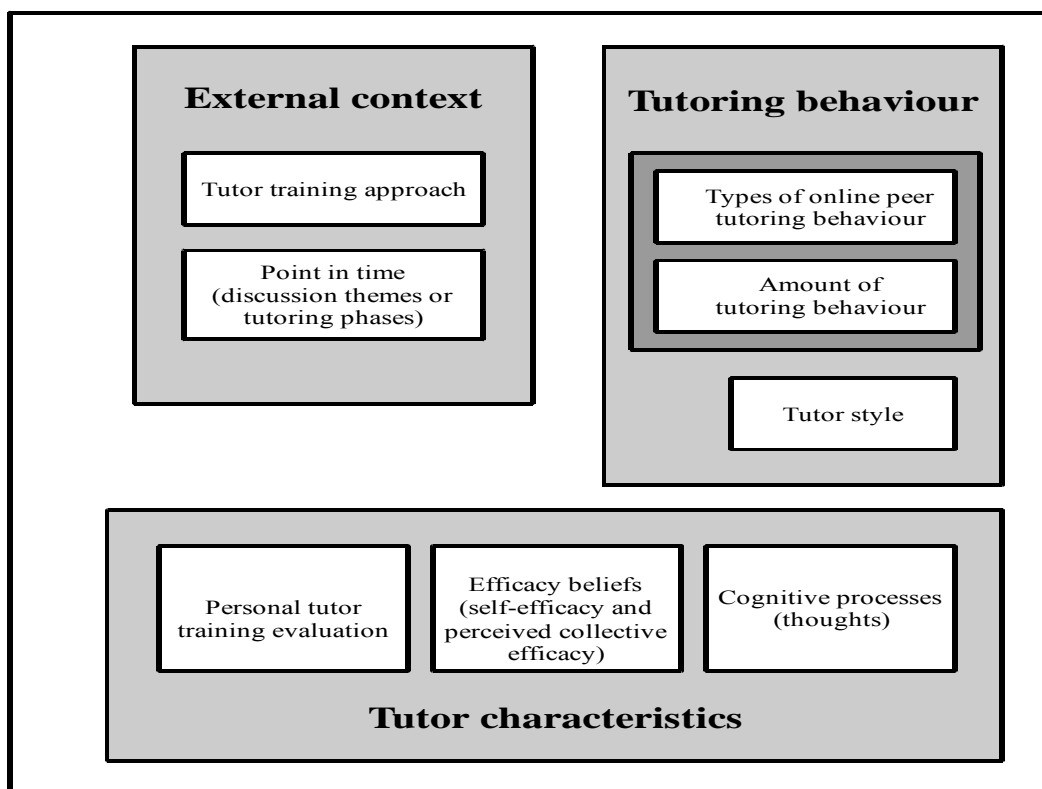 External context
Tutor training approach
Point in time
(discussion themes or
tutoring phases)
Tutoring behaviour
Types of online peer
tutoring behaviour
Amount of
tutoring behaviour
Tutor style
Personal tutor
training evaluation
Efficacy beliefs
(self-efficacy and
perceived collective
efficacy)
Cognitive processes
(thoughts)
Tutor characteristics